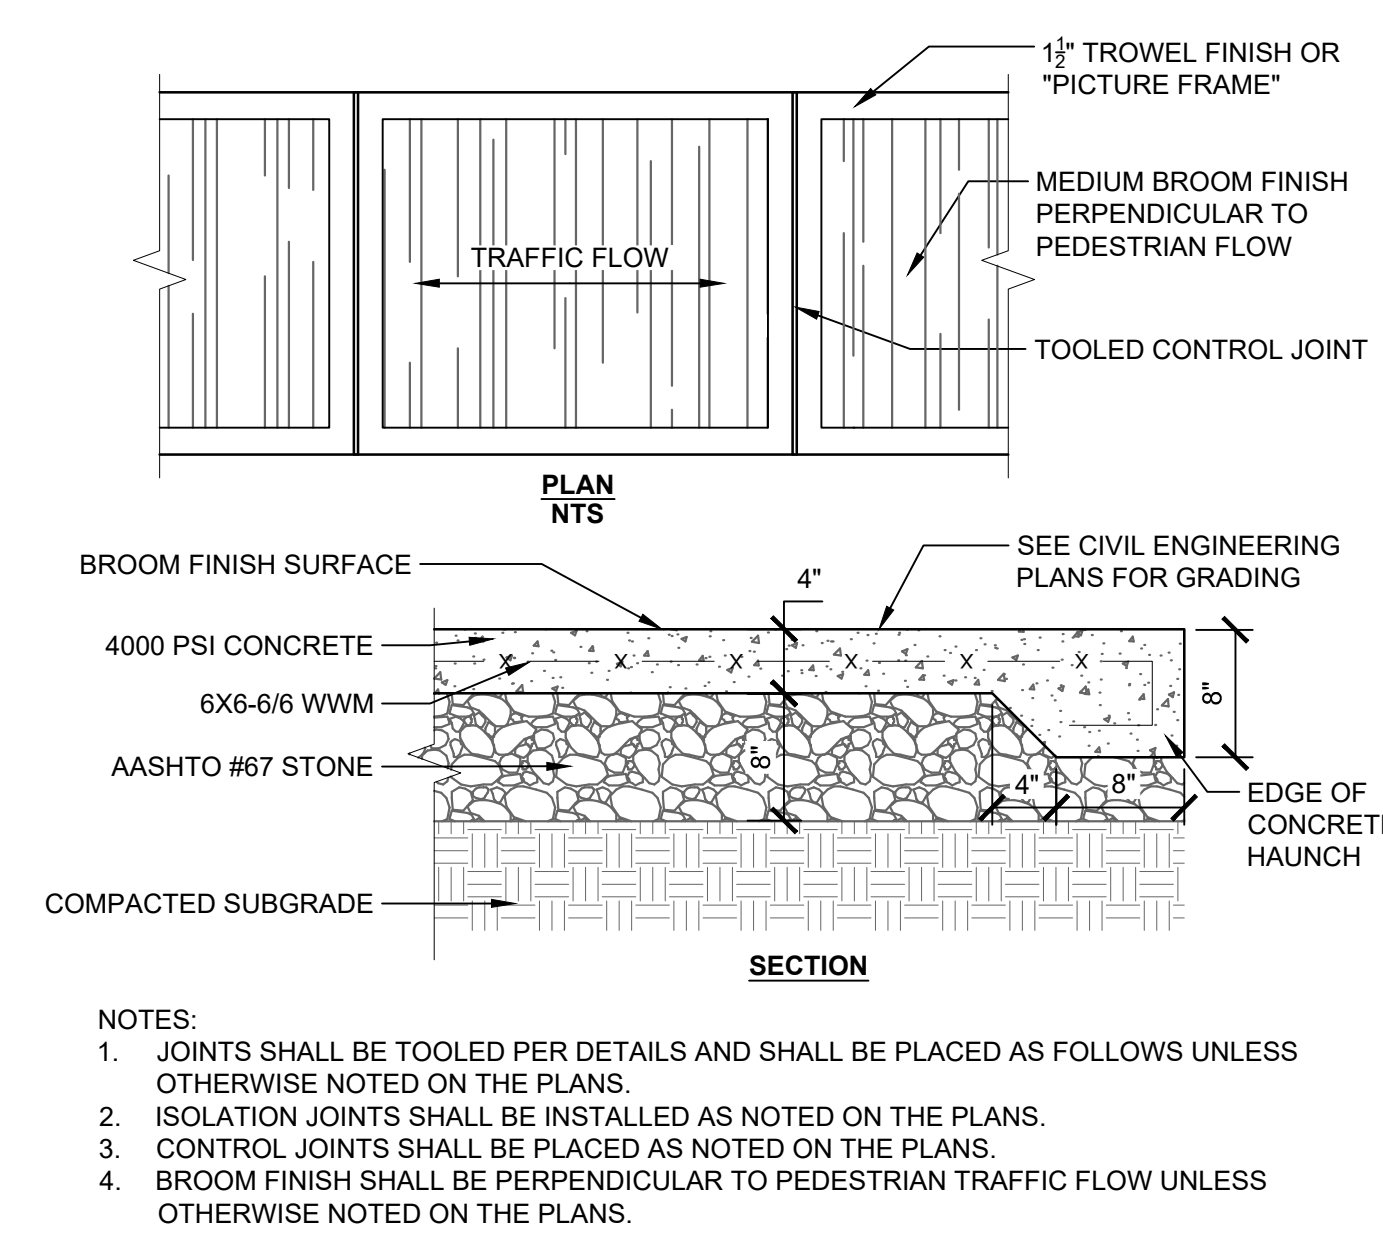 1 1/2" TROWEL FINISH OR
"PICTURE FRAME"
MEDIUM BROOM FINISH
PERPENDICULAR TO
PEDESTRIAN FLOW
TRAFFIC FLOW
TOOLED CONTROL JOINT
PLAN
NTS
BROOM FINISH SURFACE
4"
SEE CIVIL ENGINEERING
PLANS FOR GRADING
4000 PSI CONCRETE
X X X X X X
6X6-6/6 WWM
8"
AASHTO #67 STONE
8"
4"
8"
EDGE OF
CONCRETE
HAUNCH
COMPACTED SUBGRADE
SECTION
NOTES:
1. JOINTS SHALL BE TOOLED PER DETAILS AND SHALL BE PLACED AS FOLLOWS UNLESS
OTHERWISE NOTED ON THE PLANS.
2. ISOLATION JOINTS SHALL BE INSTALLED AS NOTED ON THE PLANS.
3. CONTROL JOINTS SHALL BE PLACED AS NOTED ON THE PLANS.
4. BROOM FINISH SHALL BE PERPENDICULAR TO PEDESTRIAN TRAFFIC FLOW UNLESS
OTHERWISE NOTED ON THE PLANS.